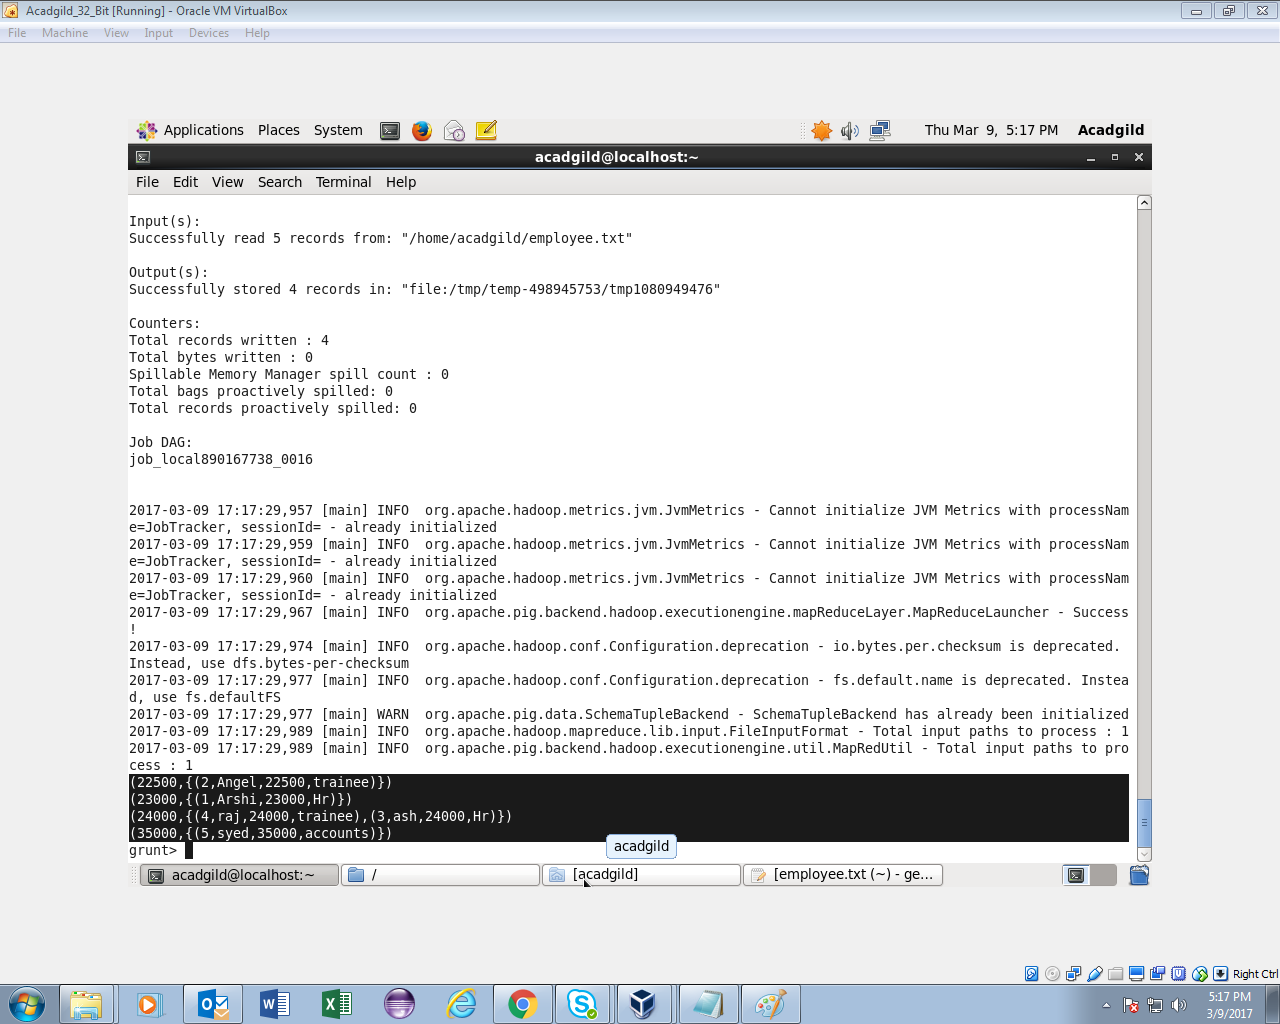 Acadgild_32_Bit [Running] - Oracle VM VirtualBox
File Machine View Input Devices Help
Applications Places System Thu Mar 9, 5:17 PM Acadgild
acadgild@localhost:~
File Edit View Search Terminal Help
Input(s):
Successfully read 5 records from: "/home/acadgild/employee.txt"
Output(s):
Successfully stored 4 records in: "file:/tmp/temp-498945753/tmp1080949476"
Counters:
Total records written : 4
Total bytes written : 0
Spillable Memory Manager spill count : 0
Total bags proactively spilled: 0
Total records proactively spilled: 0
Job DAG:
job_local890167738_0016
2017-03-09 17:17:29,957 [main] INFO  org.apache.hadoop.metrics.jvm.JvmMetrics - Cannot initialize JVM Metrics with processNam
e=JobTracker, sessionId= - already initialized
2017-03-09 17:17:29,959 [main] INFO  org.apache.hadoop.metrics.jvm.JvmMetrics - Cannot initialize JVM Metrics with processNam
e=JobTracker, sessionId= - already initialized
2017-03-09 17:17:29,960 [main] INFO  org.apache.hadoop.metrics.jvm.JvmMetrics - Cannot initialize JVM Metrics with processNam
e=JobTracker, sessionId= - already initialized
2017-03-09 17:17:29,967 [main] INFO  org.apache.pig.backend.hadoop.executionengine.mapReduceLayer.MapReduceLauncher - Success
!
2017-03-09 17:17:29,974 [main] INFO  org.apache.hadoop.conf.Configuration.deprecation - io.bytes.per.checksum is deprecated.
Instead, use dfs.bytes-per-checksum
2017-03-09 17:17:29,977 [main] INFO  org.apache.hadoop.conf.Configuration.deprecation - fs.default.name is deprecated. Instea
d, use fs.defaultFS
2017-03-09 17:17:29,977 [main] WARN  org.apache.pig.data.SchemaTupleBackend - SchemaTupleBackend has already been initialized
2017-03-09 17:17:29,989 [main] INFO  org.apache.hadoop.mapreduce.lib.input.FileInputFormat - Total input paths to process : 1
2017-03-09 17:17:29,989 [main] INFO  org.apache.pig.backend.hadoop.executionengine.util.MapRedUtil - Total input paths to pro
cess : 1
(22500,{(2,Angel,22500,trainee)})
(23000,{(1,Arshi,23000,Hr)})
(24000,{(4,raj,24000,trainee),(3,ash,24000,Hr)})
(35000,{(5,syed,35000,accounts)})
grunt>
acadgild
acadgild@localhost:~ / [acadgild] [employee.txt (~) - ge...
Right Ctrl
5:17 PM
3/9/2017